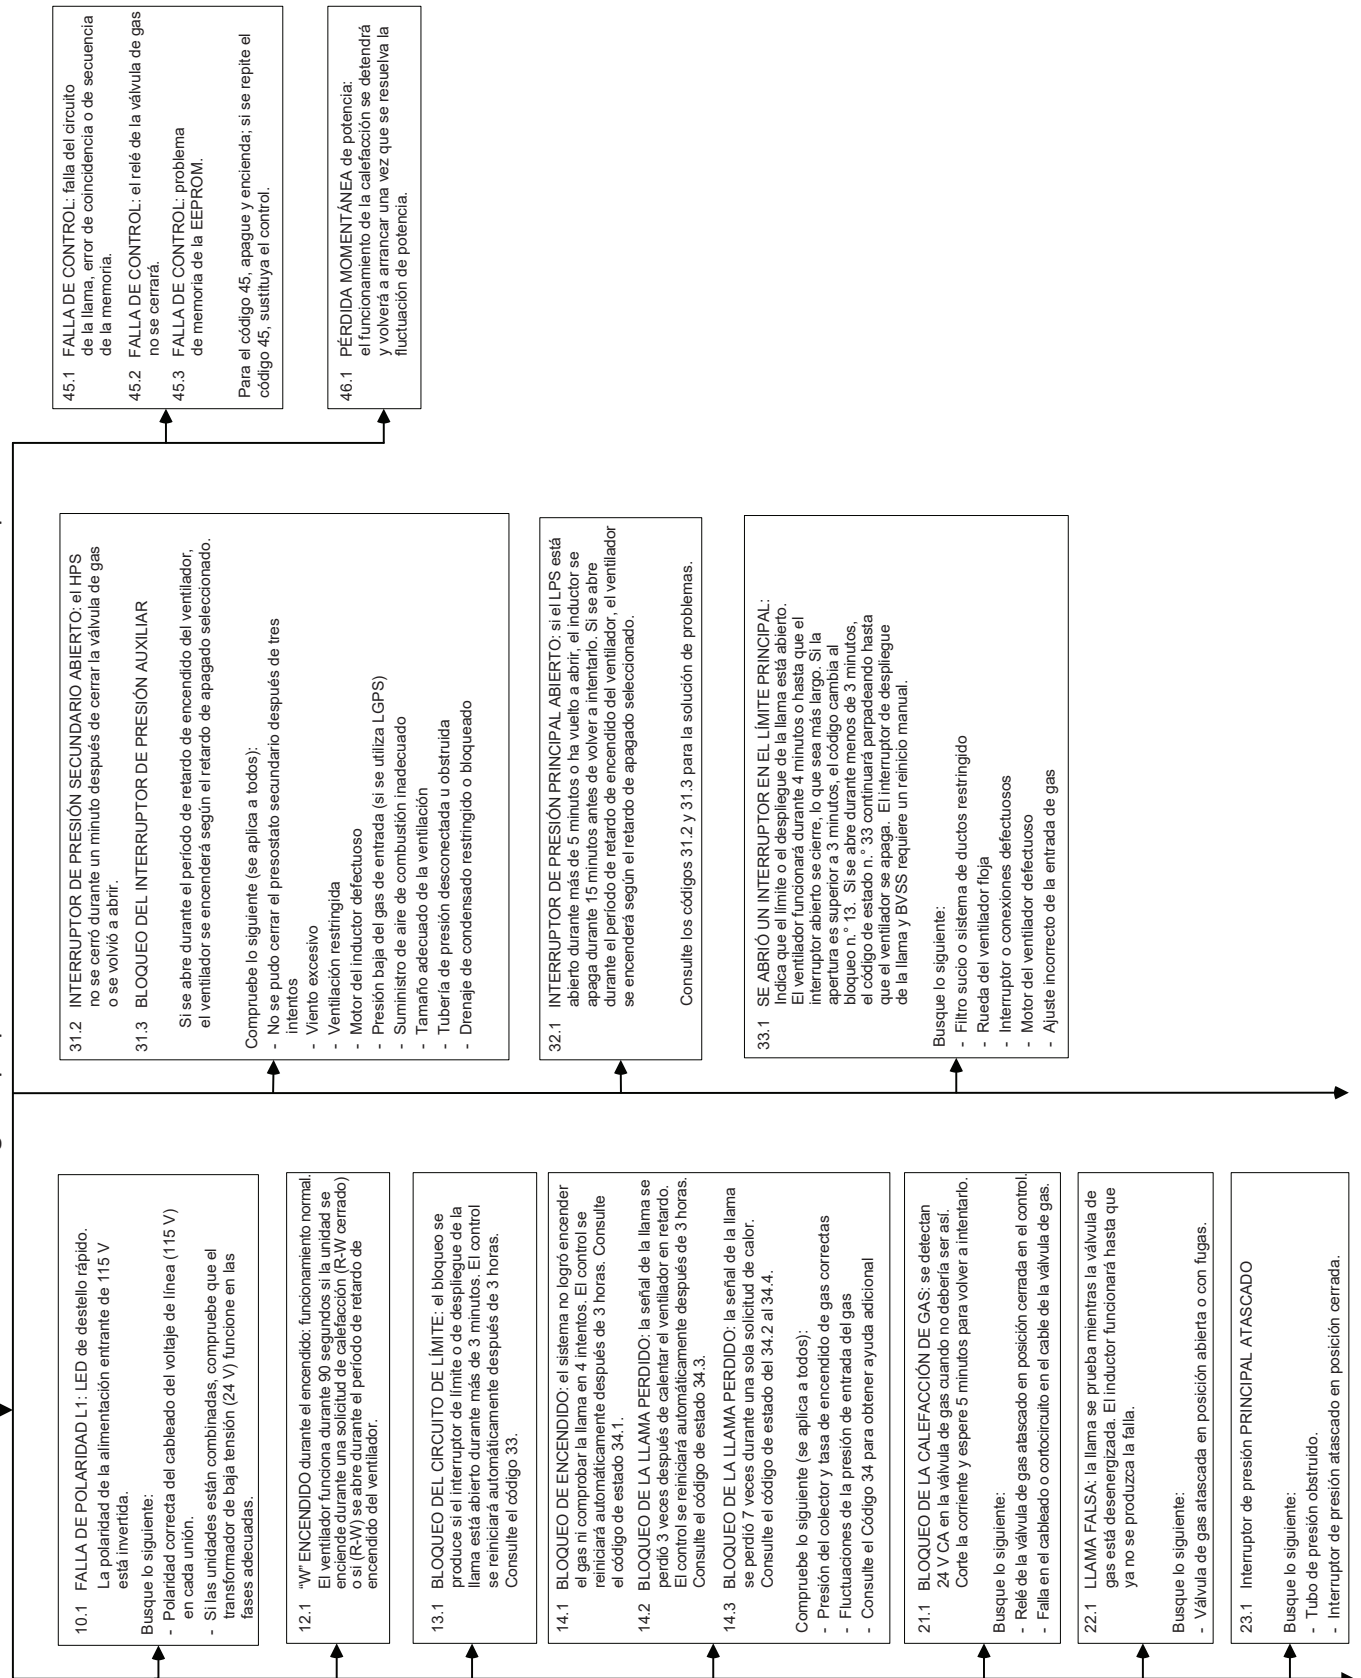 10.1 FALLA DE POLARIDAD L1: LED de destello rápido.
La polaridad de la alimentación entrante de 115 V
está invertida.
Busque lo siguiente:
- Polaridad correcta del cableado del voltaje de línea (115 V)
en cada unión.
- Si las unidades están combinadas, compruebe que el
transformador de baja tensión (24 V) funcione en las
fases adecuadas.
12.1 “W” ENCENDIDO durante el encendido: funcionamiento normal.
El ventilador funciona durante 90 segundos si la unidad se
enciende durante una solicitud de calefacción (R-W cerrado)
o si (R-W) se abre durante el período de retardo de
encendido del ventilador.
13.1 BLOQUEO DEL CIRCUITO DE LÍMITE: el bloqueo se
produce si el interruptor de límite o de despliegue de la
llama está abierto durante más de 3 minutos. El control
se reiniciará automáticamente después de 3 horas.
Consulte el código 33.
14.1 BLOQUEO DE ENCENDIDO: el sistema no logró encender
el gas ni comprobar la llama en 4 intentos. El control se
reiniciará automáticamente después de 3 horas. Consulte
el código de estado 34.1.
14.2 BLOQUEO DE LA LLAMA PERDIDO: la señal de la llama se
perdió 3 veces después de calentar el ventilador en retardo.
El control se reiniciará automáticamente después de 3 horas.
Consulte el código de estado 34.3.
14.3 BLOQUEO DE LA LLAMA PERDIDO: la señal de la llama
se perdió 7 veces durante una sola solicitud de calor.
Consulte el código de estado del 34.2 al 34.4.
Compruebe lo siguiente (se aplica a todos):
- Presión del colector y tasa de encendido de gas correctas
- Fluctuaciones de la presión de entrada del gas
- Consulte el Código 34 para obtener ayuda adicional
21.1 BLOQUEO DE LA CALEFACCIÓN DE GAS: se detectan
24 V CA en la válvula de gas cuando no debería ser así.
Corte la corriente y espere 5 minutos para volver a intentarlo.
Busque lo siguiente:
- Relé de la válvula de gas atascado en posición cerrada en el control.
- Falla en el cableado o cortocircuito en el cable de la válvula de gas.
22.1 LLAMA FALSA: la llama se prueba mientras la válvula de
gas está desenergizada. El inductor funcionará hasta que
ya no se produzca la falla.
Busque lo siguiente:
- Válvula de gas atascada en posición abierta o con fugas.
23.1 Interruptor de presión PRINCIPAL ATASCADO
Busque lo siguiente:
- Tubo de presión obstruido.
- Interruptor de presión atascado en posición cerrada.
31.2 INTERRUPTOR DE PRESIÓN SECUNDARIO ABIERTO: el HPS
no se cerró durante un minuto después de cerrar la válvula de gas
o se volvió a abrir.
31.3 BLOQUEO DEL INTERRUPTOR DE PRESIÓN AUXILIAR
Si se abre durante el período de retardo de encendido del ventilador,
el ventilador se encenderá según el retardo de apagado seleccionado.
Compruebe lo siguiente (se aplica a todos):
- No se pudo cerrar el presostato secundario después de tres
intentos
- Viento excesivo
- Ventilación restringida
- Motor del inductor defectuoso
- Presión baja del gas de entrada (si se utiliza LGPS)
- Suministro de aire de combustión inadecuado
- Tamaño adecuado de la ventilación
- Tubería de presión desconectada u obstruida
- Drenaje de condensado restringido o bloqueado
32.1 INTERRUPTOR DE PRESIÓN PRINCIPAL ABIERTO: si el LPS está
abierto durante más de 5 minutos o ha vuelto a abrir, el inductor se
apaga durante 15 minutos antes de volver a intentarlo. Si se abre
durante el período de retardo de encendido del ventilador, el ventilador
se encenderá según el retardo de apagado seleccionado.
Consulte los códigos 31.2 y 31.3 para la solución de problemas.
33.1 SE ABRIÓ UN INTERRUPTOR EN EL LÍMITE PRINCIPAL:
Indica que el límite o el despliegue de la llama está abierto.
El ventilador funcionará durante 4 minutos o hasta que el
interruptor abierto se cierre, lo que sea más largo. Si la
apertura es superior a 3 minutos, el código cambia al
bloqueo n.° 13. Si se abre durante menos de 3 minutos,
el código de estado n.° 33 continuará parpadeando hasta
que el ventilador se apaga. El interruptor de despliegue
de la llama y BVSS requiere un reinicio manual.
Busque lo siguiente:
- Filtro sucio o sistema de ductos restringido
- Rueda del ventilador floja
- Interruptor o conexiones defectuosos
- Motor del ventilador defectuoso
- Ajuste incorrecto de la entrada de gas
45.1 FALLA DE CONTROL: falla del circuito
de la llama, error de coincidencia o de secuencia
de la memoria.
45.2 FALLA DE CONTROL: el relé de la válvula de gas
no se cerrará.
45.3 FALLA DE CONTROL: problema
de memoria de la EEPROM.
Para el código 45, apague y encienda; si se repite el
código 45, sustituya el control.
46.1 PÉRDIDA MOMENTÁNEA de potencia:
el funcionamiento de la calefacción se detendrá
y volverá a arrancar una vez que se resuelva la
fluctuación de potencia.